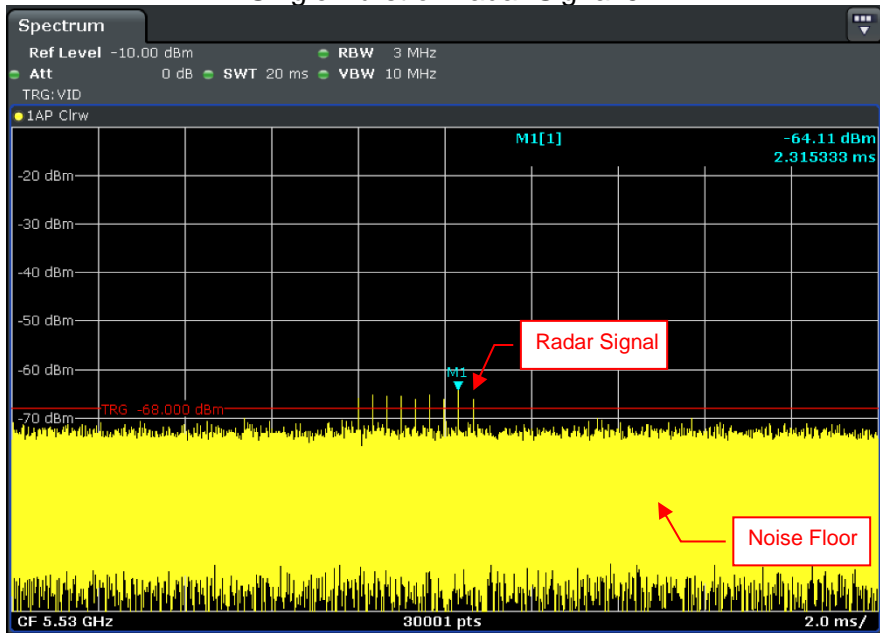 Spectrum
Ref Level -10.00 dBm RBW 3 MHz
Att 0 dB SWT 20 ms VBW 10 MHz
TRG:VID
1AP Clrw
M1[1] -64.11 dBm
2.315333 ms
-20 dBm
-30 dBm
-40 dBm
-50 dBm
Radar Signal
-60 dBm
M1
TRG -68.000 dBm
-70 dBm
Noise Floor
CF 5.53 GHz 30001 pts 2.0 ms/